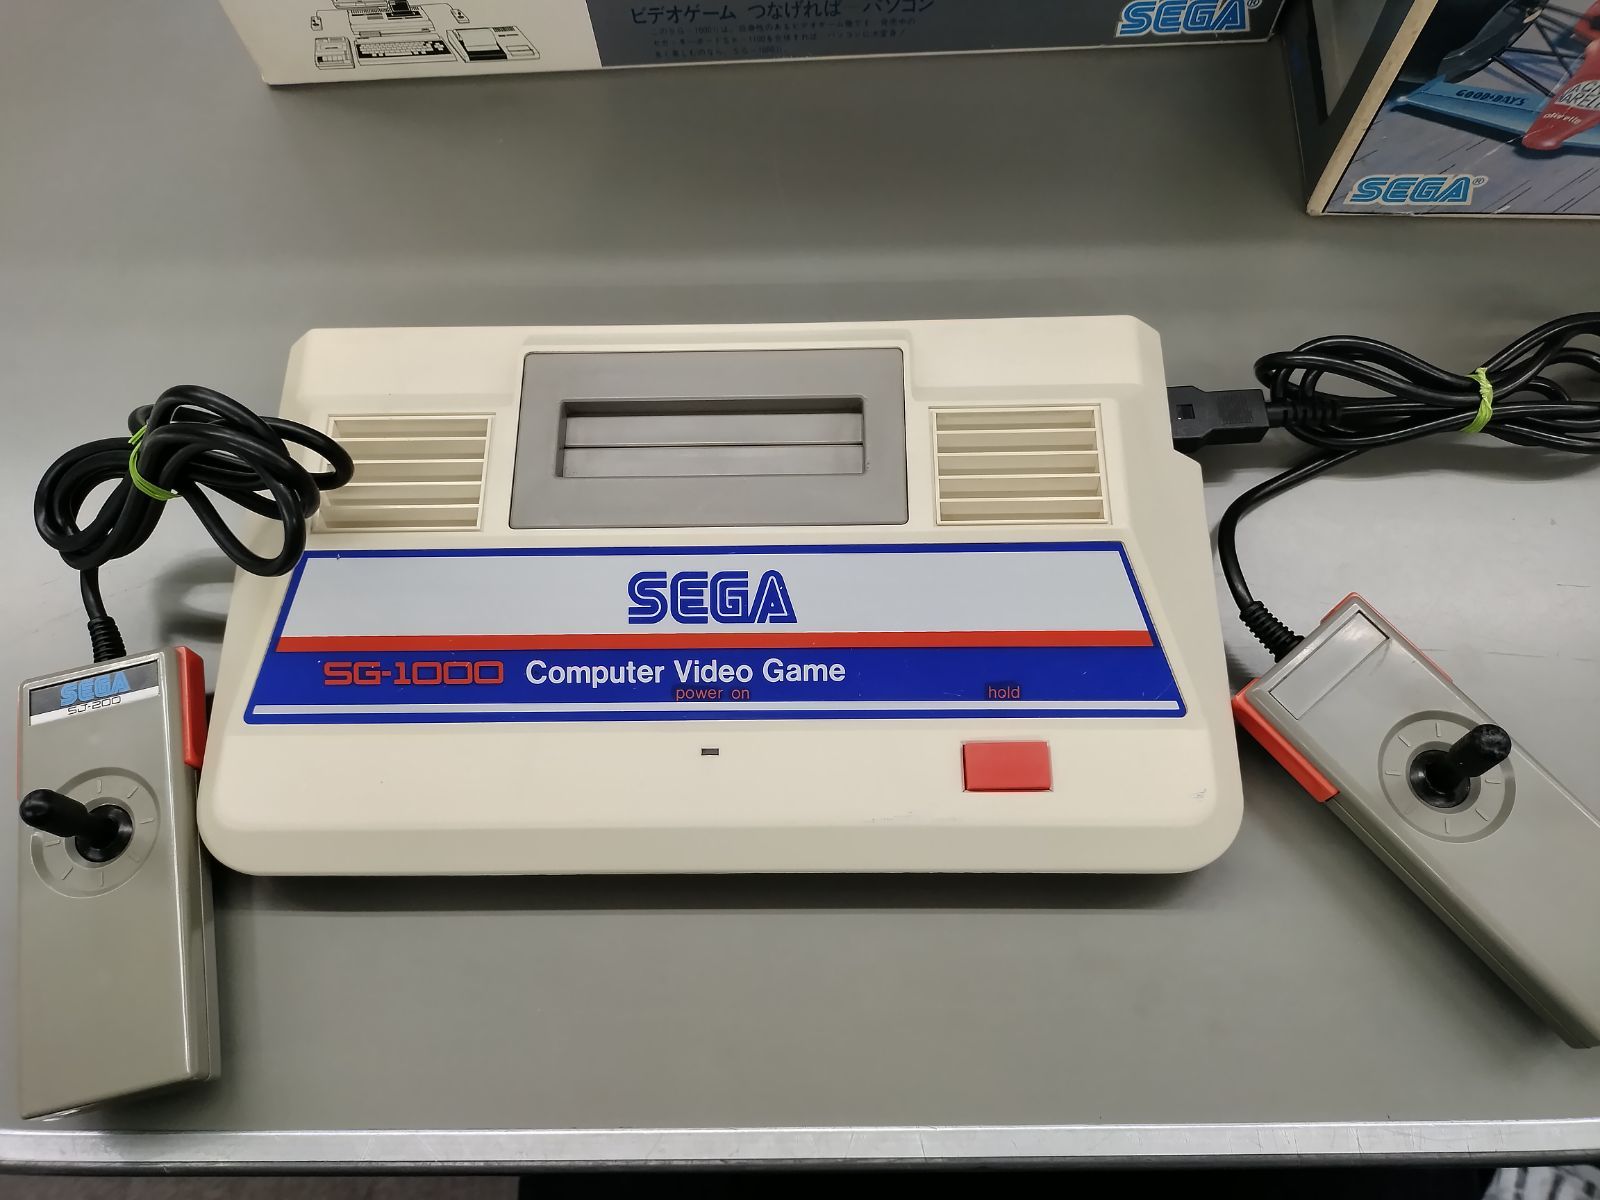 ビデオゲーム つなげれば パソコン
SEGA®
GOOD-DAYS
olivetti
SEGA®
SEGA
SG-1000 Computer Video Game
power on
hold
SEGA
SJ-200